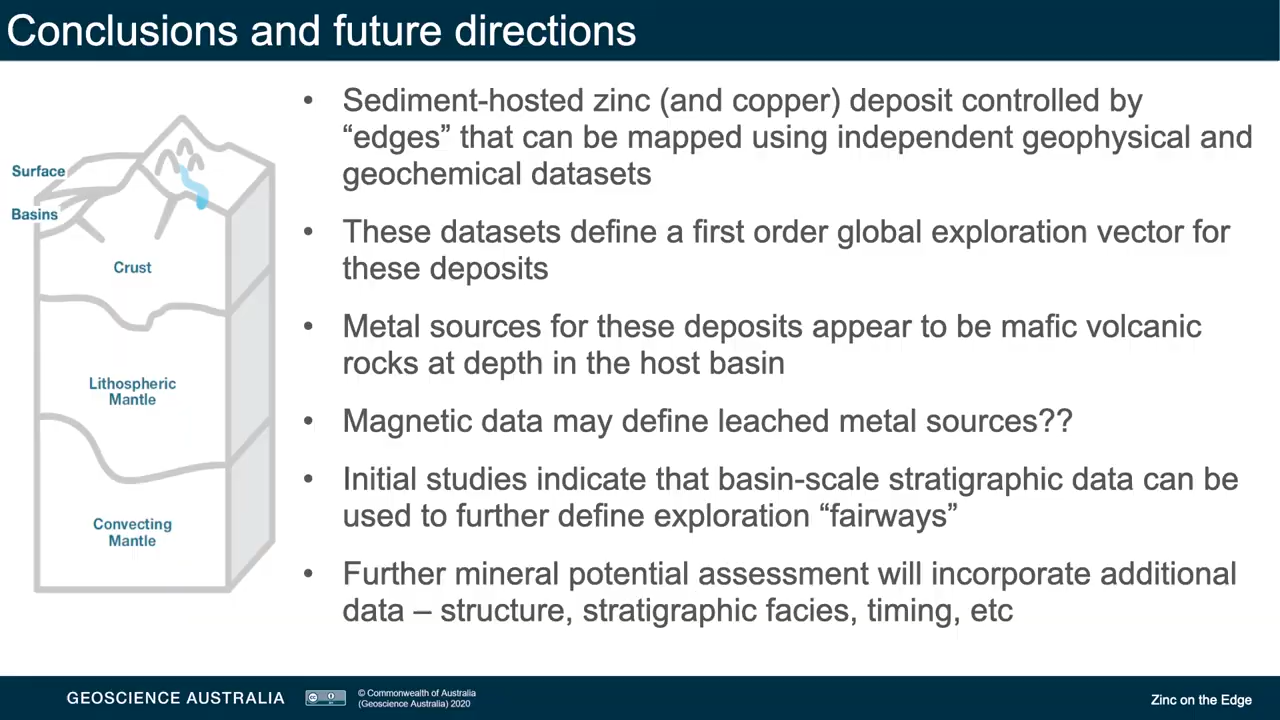 Conclusions and future directions
Surface
Basins
Crust
Lithospheric
Mantle
Convecting
Mantle
• Sediment-hosted zinc (and copper) deposit controlled by
“edges” that can be mapped using independent geophysical and
geochemical datasets
• These datasets define a first order global exploration vector for
these deposits
• Metal sources for these deposits appear to be mafic volcanic
rocks at depth in the host basin
• Magnetic data may define leached metal sources??
• Initial studies indicate that basin-scale stratigraphic data can be
used to further define exploration “fairways”
• Further mineral potential assessment will incorporate additional
data – structure, stratigraphic facies, timing, etc
GEOSCIENCE AUSTRALIA
© Commonwealth of Australia
(Geoscience Australia) 2020
Zinc on the Edge